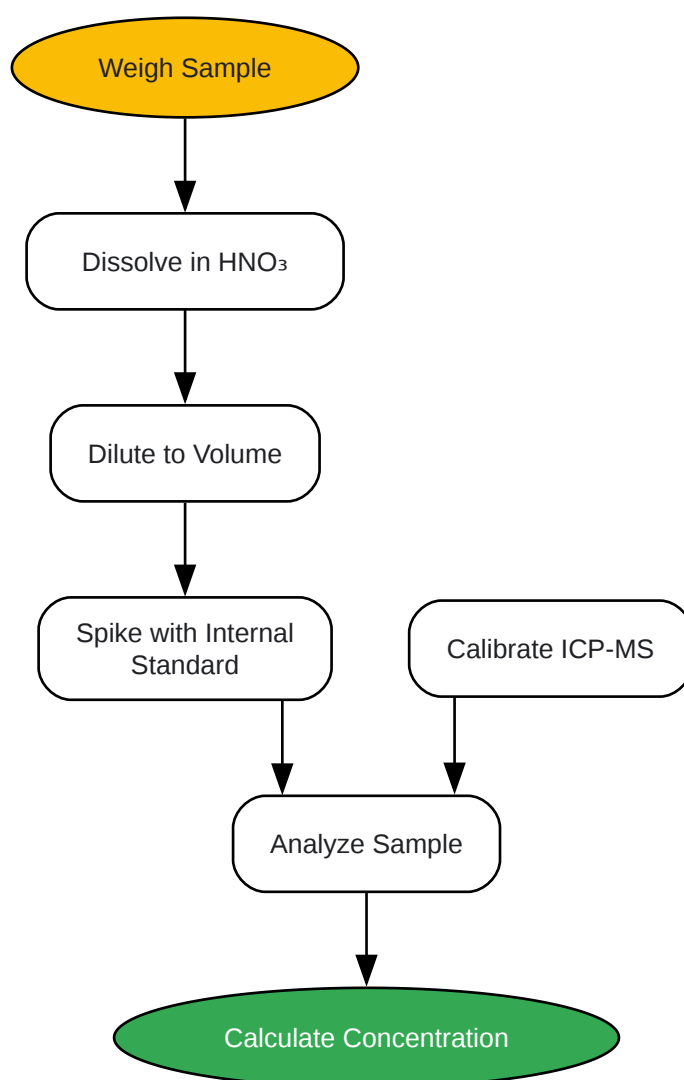 Weigh Sample
Dissolve in HNO₃
Dilute to Volume
Spike with Internal
Standard
Calibrate ICP-MS
Analyze Sample
Calculate Concentration